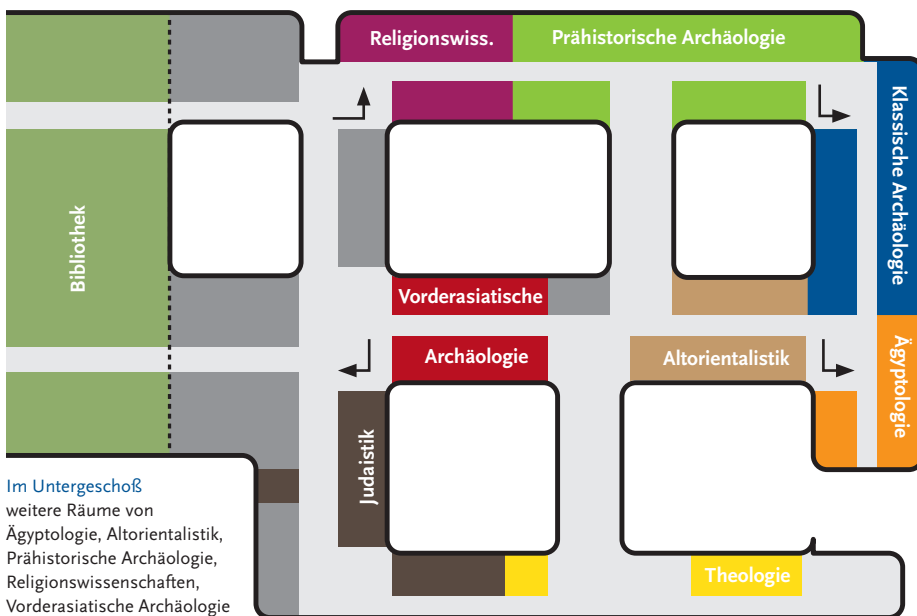 Religionswiss.
Prähistorische Archäologie
Klassische Archäologie
Bibliothek
Vorderasiatische
Archäologie
Altorientalistik
Ägyptologie
Judaistik
Theologie
Im Untergeschoß
weitere Räume von
Ägyptologie, Altorientalistik,
Prähistorische Archäologie,
Religionswissenschaften,
Vorderasiatische Archäologie